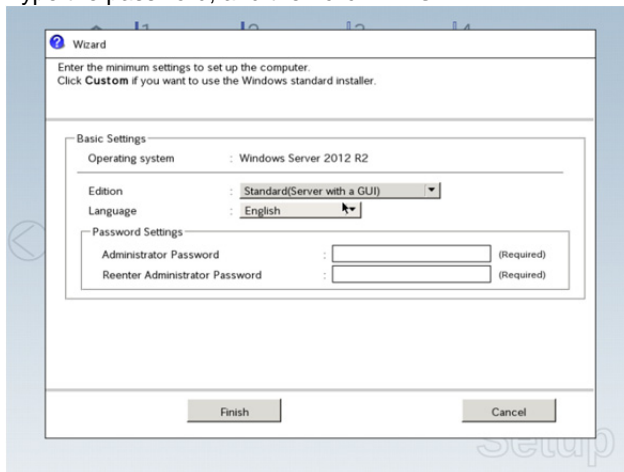 Wizard
Enter the minimum settings to set up the computer.
Click Custom if you want to use the Windows standard installer.
Basic Settings
Operating system : Windows Server 2012 R2
Edition : Standard(Server with a GUI)
Language : English
Password Settings
Administrator Password : (Required)
Reenter Administrator Password : (Required)
Finish Cancel
Setup